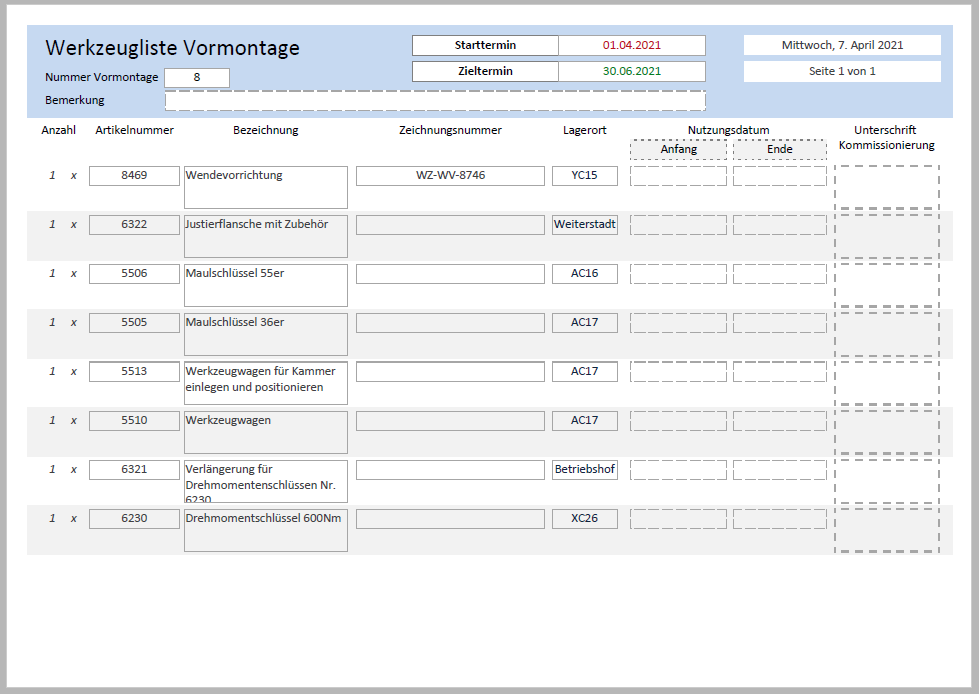 Werkzeugliste Vormontage
Starttermin 01.04.2021 Mittwoch, 7. April 2021
Zieltermin 30.06.2021 Seite 1 von 1
Nummer Vormontage 8
Bemerkung
Anzahl Artikelnummer Bezeichnung Zeichnungsnummer Lagerort Nutzungsdatum Unterschrift
Anfang Ende Kommissionierung
1 x 8469 Wendevorrichtung WZ-WV-8746 YC15
1 x 6322 Justierflansche mit Zubehör Weiterstadt
1 x 5506 Maulschlüssel 55er AC16
1 x 5505 Maulschlüssel 36er AC17
1 x 5513 Werkzeugwagen für Kammer AC17
einlegen und positionieren
1 x 5510 Werkzeugwagen AC17
1 x 6321 Verlängerung für Betriebshof
Drehmomentenschlüssen Nr.
6230
1 x 6230 Drehmomentschlüssel 600Nm XC26